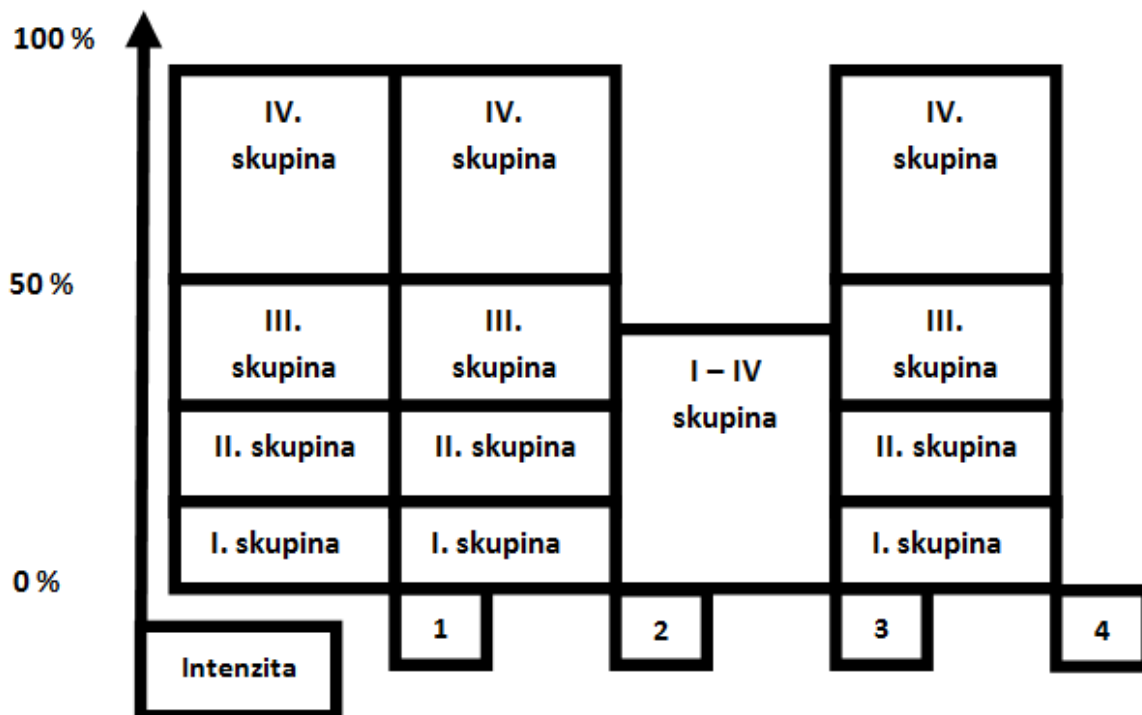 100 %
IV.
skupina
IV.
skupina
IV.
skupina
50 %
III.
skupina
III.
skupina
I – IV
skupina
III.
skupina
II. skupina
II. skupina
II. skupina
I. skupina
I. skupina
I. skupina
0 %
1
2
3
4
Intenzita